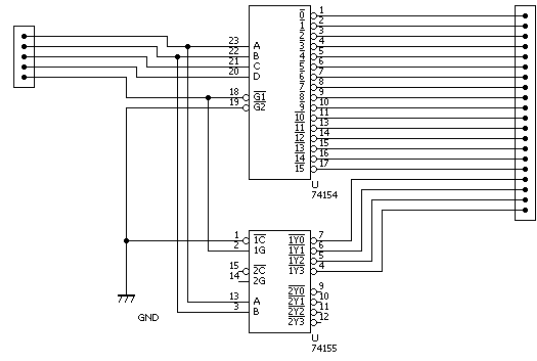 23 A 0 1
22 B 1 2
21 C 2 3
20 D 3 4
4 5
5 6
6 7
7 8
18 G1 8 9
19 G2 9 10
10 11
11 13
12 14
13 15
14 16
15 17
U
74154
1 1C 1Y0 7
2 1G 1Y1 6
1Y2 5
15 2C 1Y3 4
14 2G
2Y0 9
13 A 2Y1 10
3 B 2Y2 11
2Y3 12
U
74155
GND